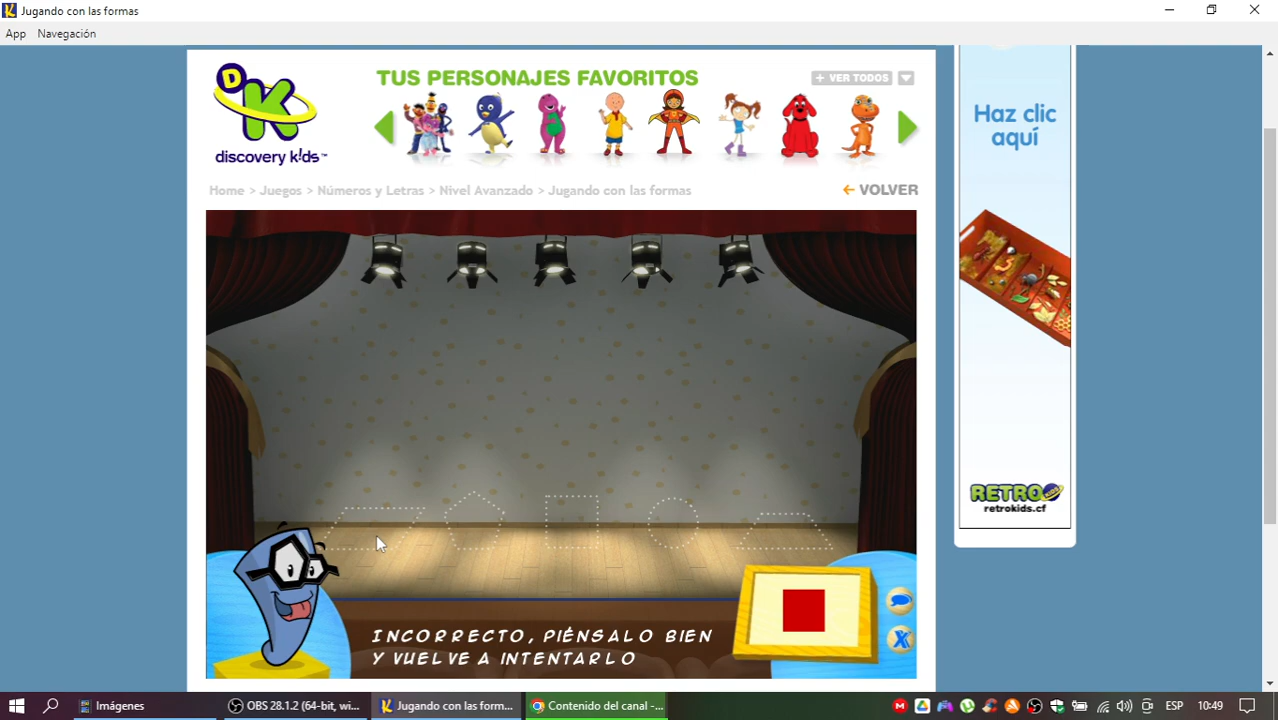 Jugando con las formas
App Navegación
D
K
discovery k!ds™
TUS PERSONAJES FAVORITOS
+ VER TODOS
Home > Juegos > Números y Letras > Nivel Avanzado > Jugando con las formas
VOLVER
INCORRECTO, PIÉNSALO BIEN
Y VUELVE A INTENTARLO
X
Haz clic
aquí
RETRO KIDS
retrokids.cf
Imágenes
OBS 28.1.2 (64-bit, wi...
Jugando con las form...
Contenido del canal -...
ESP
10:49